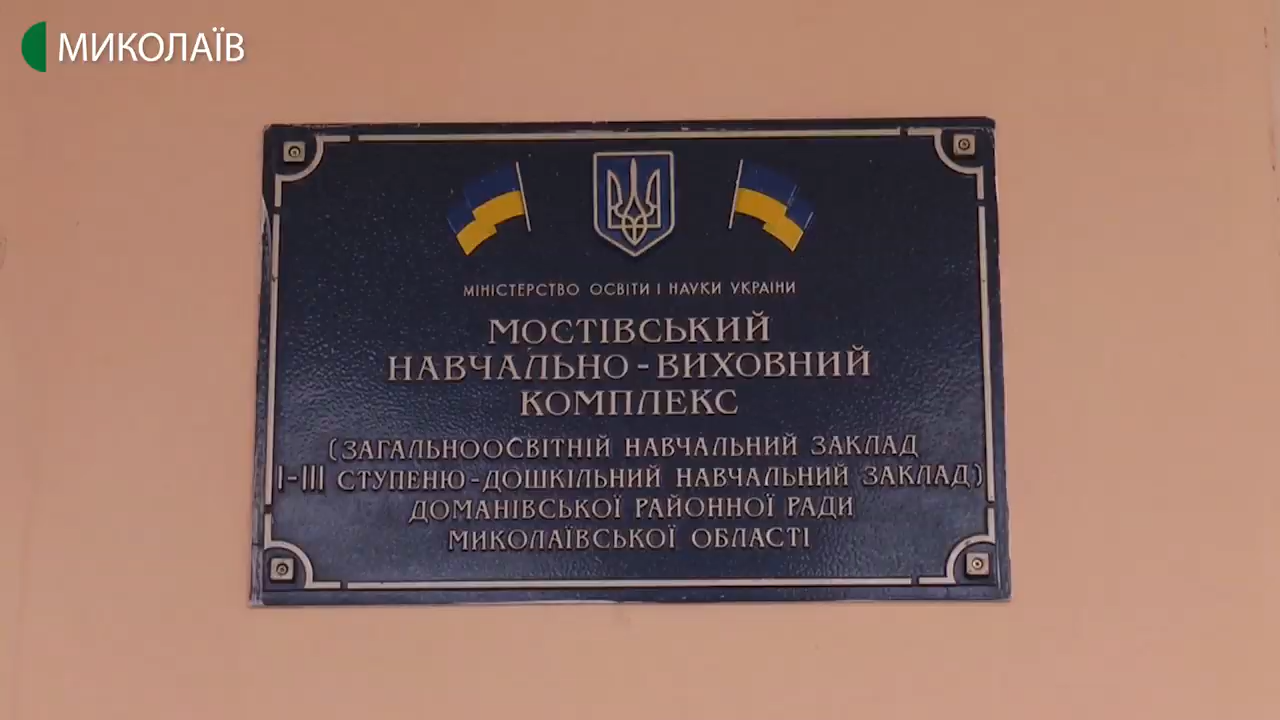 МИКОЛАЇВ
МІНІСТЕРСТВО ОСВІТИ І НАУКИ УКРАЇНИ
МОСТІВСЬКИЙ
НАВЧАЛЬНО-ВИХОВНИЙ
КОМПЛЕКС
(ЗАГАЛЬНООСВІТНІЙ НАВЧАЛЬНИЙ ЗАКЛАД
І-ІІІ СТУПЕНЮ-ДОШКІЛЬНИЙ НАВЧАЛЬНИЙ ЗАКЛАД)
ДОМАНІВСЬКОЇ РАЙОННОЇ РАДИ
МИКОЛАЇВСЬКОЇ ОБЛАСТІ